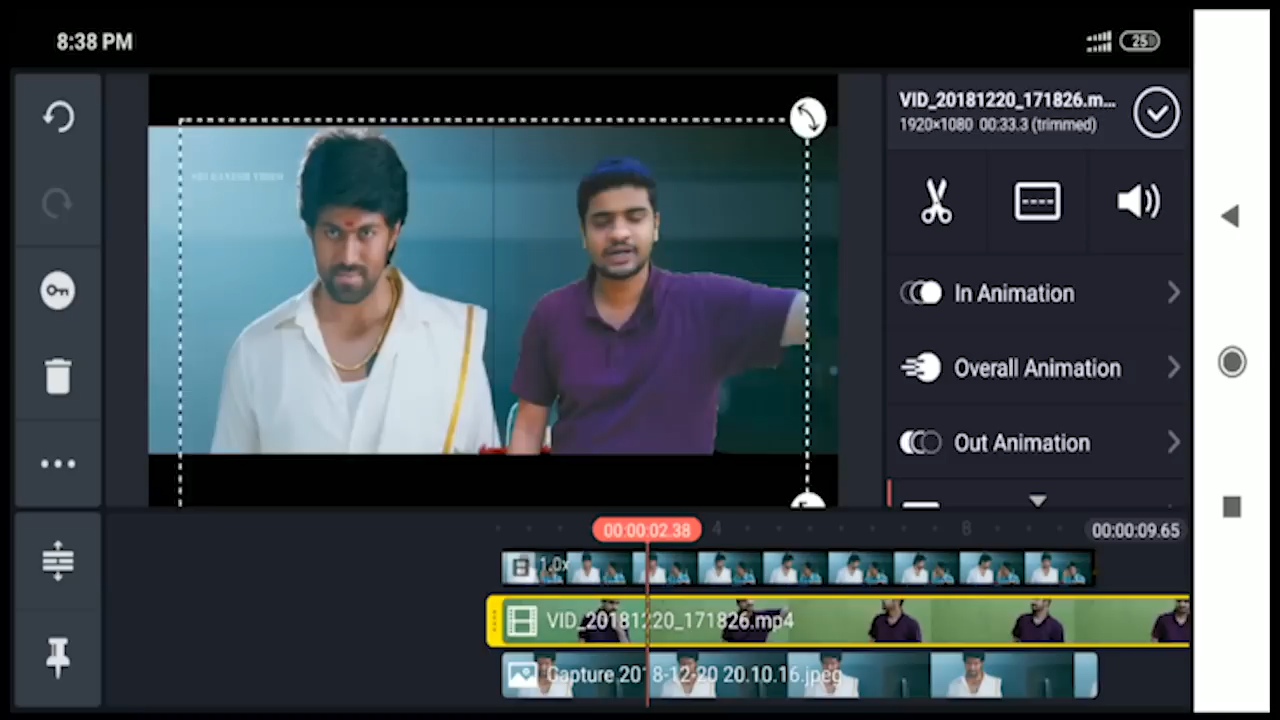 8:38 PM
25
VID_20181220_171826.m...
1920×1080 00:33.3 (trimmed)
In Animation
Overall Animation
Out Animation
00:00:02.38
4
8
00:00:09.65
1.0x
VID_20181220_171826.mp4
Capture 2018-12-20 20.10.16.jpeg